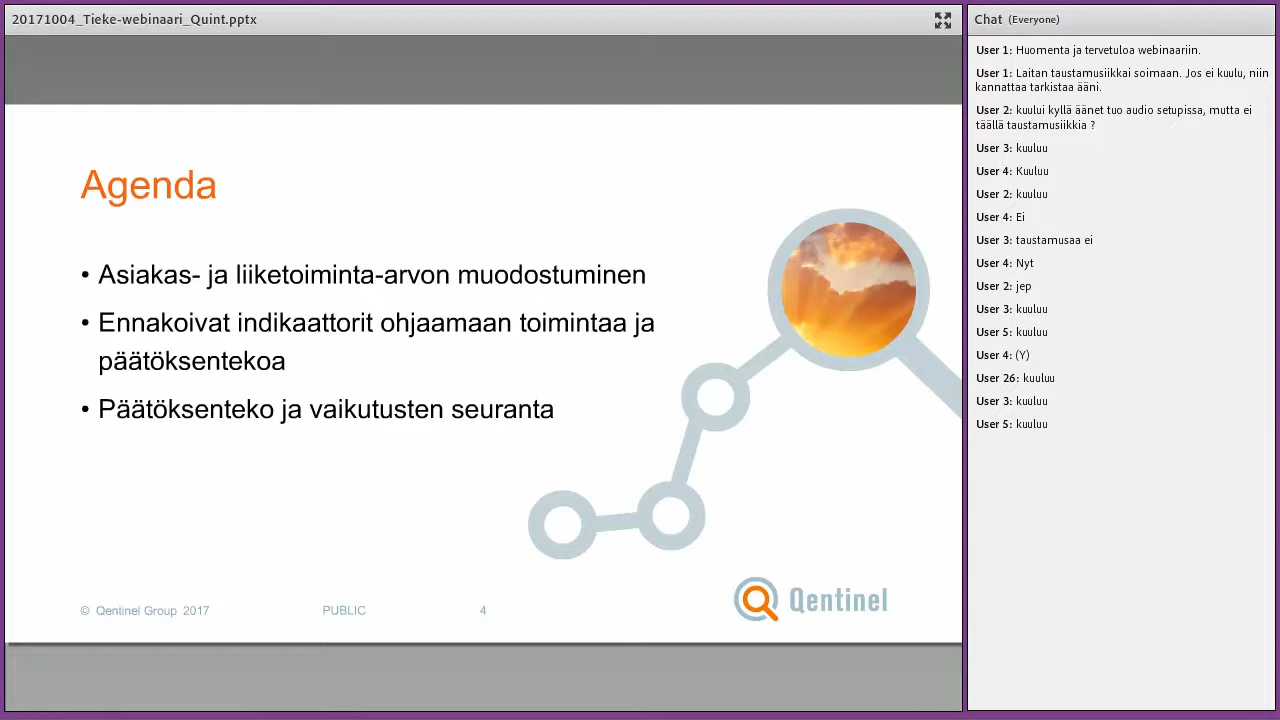 20171004_Tieke-webinaari_Quint.pptx
Agenda
• Asiakas- ja liiketoiminta-arvon muodostuminen
• Ennakoivat indikaattorit ohjaamaan toimintaa ja
päätöksentekoa
• Päätöksenteko ja vaikutusten seuranta
© Qentinel Group 2017
PUBLIC
4
Qentinel
Chat (Everyone)
User 1: Huomenta ja tervetuloa webinaariin.
User 1: Laitan taustamusiikkai soimaan. Jos ei kuulu, niin
kannattaa tarkistaa ääni.
User 2: kuului kyllä äänet tuo audio setupissa, mutta ei
täällä taustamusiikkia ?
User 3: kuuluu
User 4: Kuuluu
User 2: kuuluu
User 4: Ei
User 3: taustamusaa ei
User 4: Nyt
User 2: jep
User 3: kuuluu
User 5: kuuluu
User 4: (Y)
User 26: kuuluu
User 3: kuuluu
User 5: kuuluu